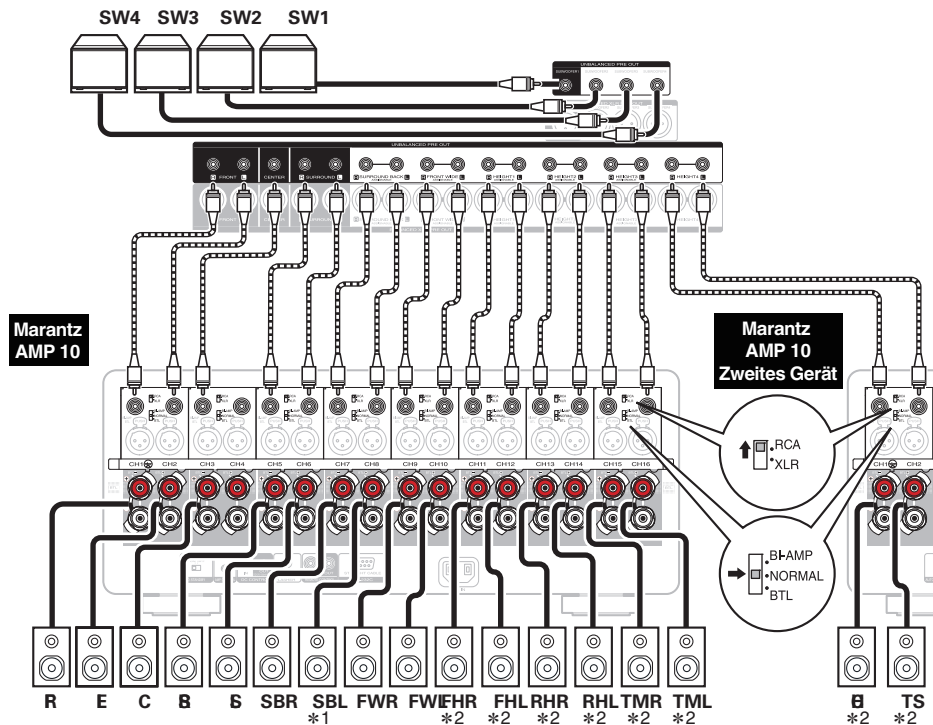 SW4 SW3 SW2 SW1
UNBALANCED PRE OUT
UNBALANCED PRE OUT
FRONT CENTER SURROUND SURROUND BACK FRONT WIDE HEIGHT1 HEIGHT2 HEIGHT4
Marantz
AMP 10
Marantz
AMP 10
Zweites Gerät
RCA
XLR
CH1 CH2 CH3 CH4 CH5 CH6 CH7 CH8 CH9 CH10 CH11 CH12 CH13 CH14 CH15 CH16
CH1 CH2
BI-AMP
NORMAL
BTL
C SBR SBL FWR FHR FHL RHR RHL TMR TML TS
*1 *2 *2 *2 *2 *2 *2 *2 *2